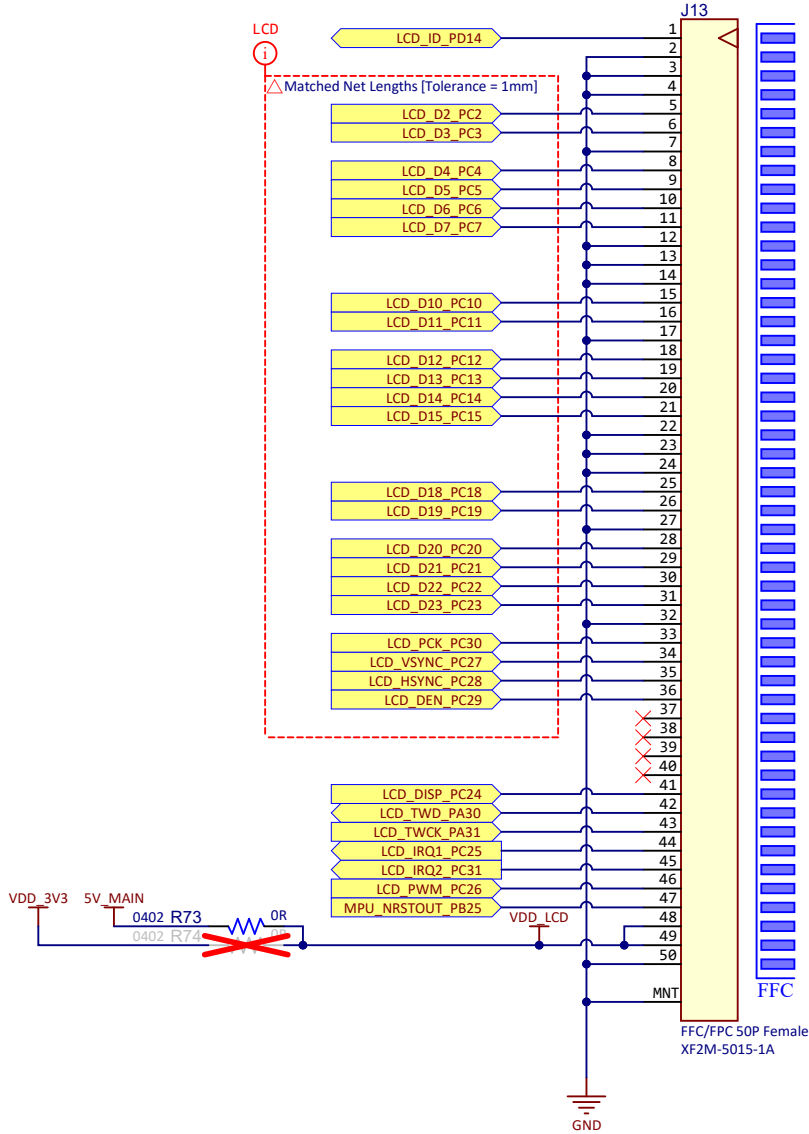 J13
LCD
i
LCD_ID_PD14 1
2
Matched Net Lengths [Tolerance = 1mm] 3
4
LCD_D2_PC2 5
LCD_D3_PC3 6
7
LCD_D4_PC4 8
LCD_D5_PC5 9
LCD_D6_PC6 10
LCD_D7_PC7 11
12
13
14
LCD_D10_PC10 15
LCD_D11_PC11 16
17
LCD_D12_PC12 18
LCD_D13_PC13 19
LCD_D14_PC14 20
LCD_D15_PC15 21
22
23
24
LCD_D18_PC18 25
LCD_D19_PC19 26
27
LCD_D20_PC20 28
LCD_D21_PC21 29
LCD_D22_PC22 30
LCD_D23_PC23 31
32
LCD_PCK_PC30 33
LCD_VSYNC_PC27 34
LCD_HSYNC_PC28 35
LCD_DEN_PC29 36
37
38
39
40
LCD_DISP_PC24 41
LCD_TWD_PA30 42
LCD_TWCK_PA31 43
LCD_IRQ1_PC25 44
LCD_IRQ2_PC31 45
LCD_PWM_PC26 46
MPU_NRSTOUT_PB25 47
VDD_3V3 5V_MAIN
0402 R73 0R VDD_LCD 48
0402 R74 0R 49
50
MNT FFC
FFC/FPC 50P Female
XF2M-5015-1A
GND